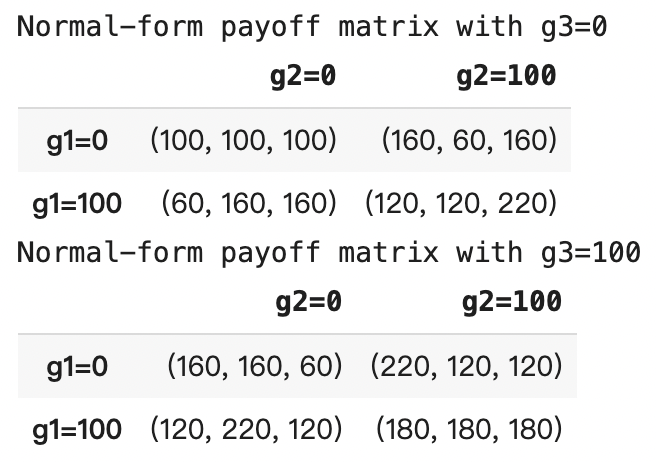 Normal-form payoff matrix with g3=0
g2=0 g2=100
g1=0 (100, 100, 100) (160, 60, 160)
g1=100 (60, 160, 160) (120, 120, 220)
Normal-form payoff matrix with g3=100
g2=0 g2=100
g1=0 (160, 160, 60) (220, 120, 120)
g1=100 (120, 220, 120) (180, 180, 180)